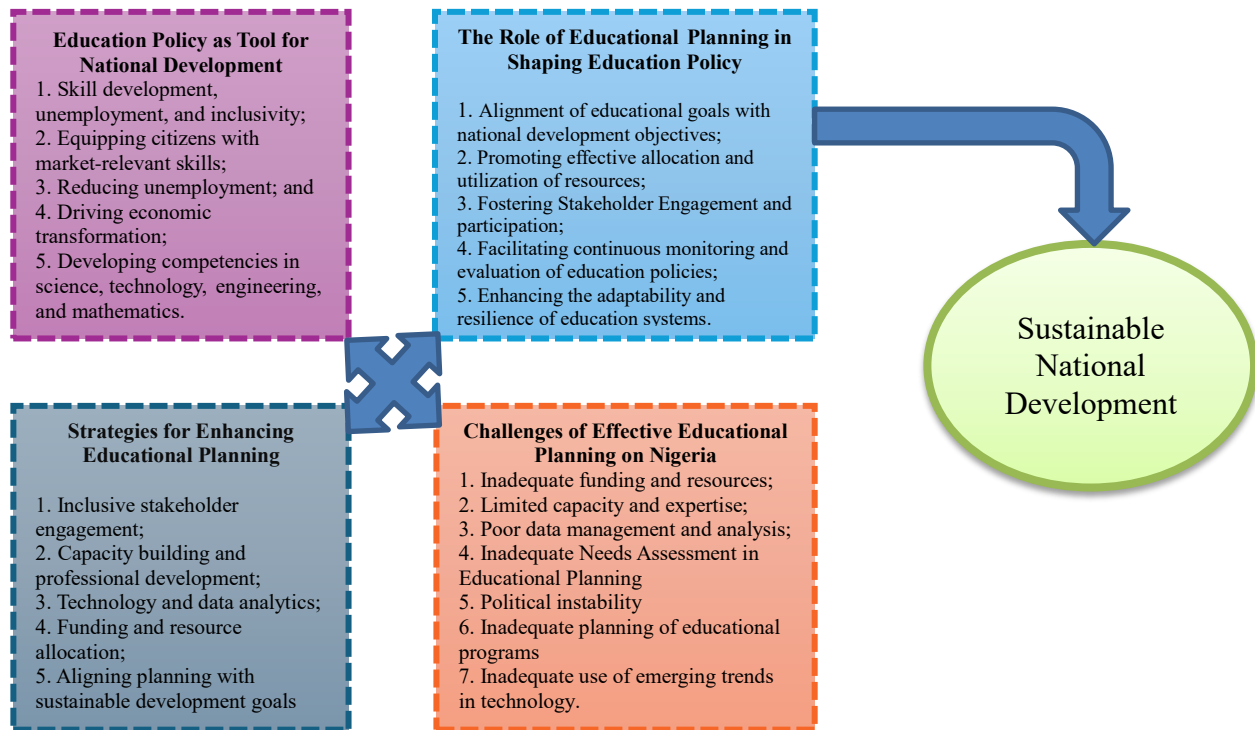 Education Policy as Tool for
National Development
1. Skill development,
unemployment, and inclusivity;
2. Equipping citizens with
market-relevant skills;
3. Reducing unemployment; and
4. Driving economic
transformation;
5. Developing competencies in
science, technology, engineering,
and mathematics.
The Role of Educational Planning in
Shaping Education Policy
1. Alignment of educational goals with
national development objectives;
2. Promoting effective allocation and
utilization of resources;
3. Fostering Stakeholder Engagement and
participation;
4. Facilitating continuous monitoring and
evaluation of education policies;
5. Enhancing the adaptability and
resilience of education systems.
Sustainable
National
Development
Strategies for Enhancing
Educational Planning
1. Inclusive stakeholder
engagement;
2. Capacity building and
professional development;
3. Technology and data analytics;
4. Funding and resource
allocation;
5. Aligning planning with
sustainable development goals
Challenges of Effective Educational
Planning on Nigeria
1. Inadequate funding and resources;
2. Limited capacity and expertise;
3. Poor data management and analysis;
4. Inadequate Needs Assessment in
Educational Planning
5. Political instability
6. Inadequate planning of educational
programs
7. Inadequate use of emerging trends
in technology.